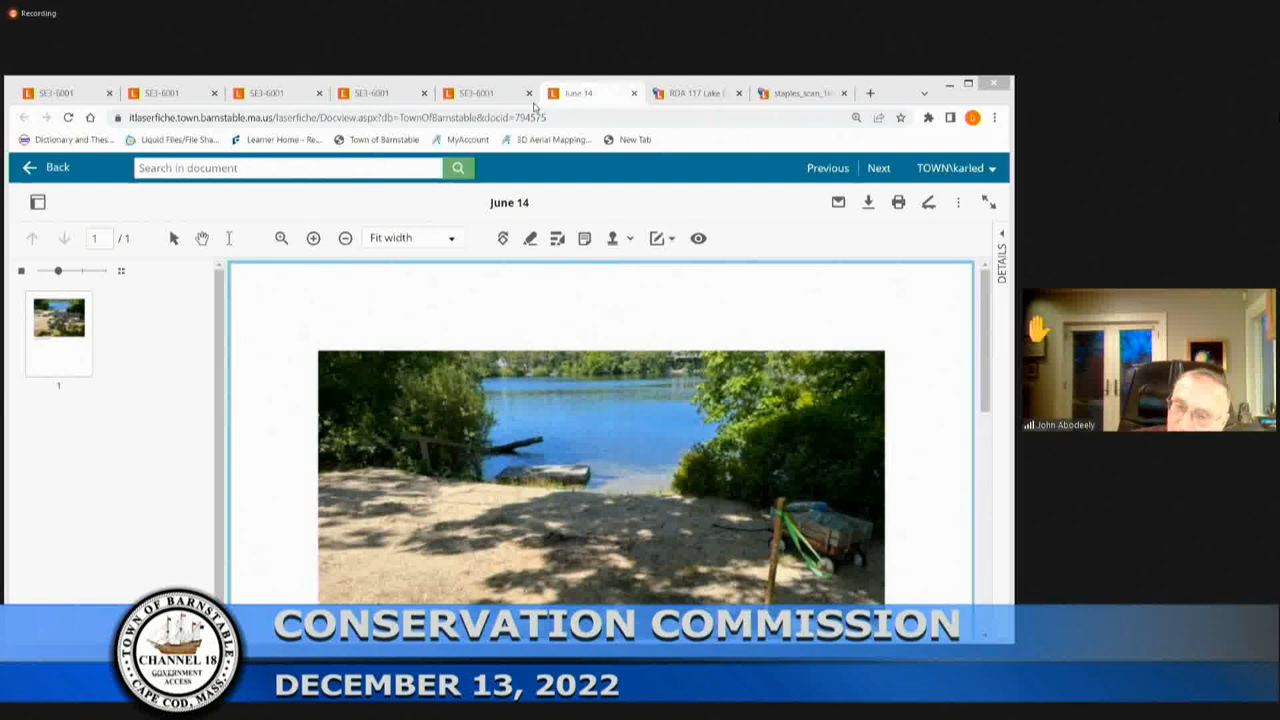 Recording
SE3-6001
SE3-6001
SE3-6001
SE3-6001
SE3-6001
June 14
RDA 117 Lake
staples_scan_1
itlaserfiche.town.barnstable.ma.us/laserfiche/Docview.aspx?db=TownOfBarnstable&docid=794575
Dictionary and Thes...
Liquid Files/File Sha...
Learner Home - Re...
Town of Barnstable
MyAccount
3D Aerial Mapping,...
New Tab
Back
Search in document
Previous
Next
TOWN\karled
June 14
1 / 1
Fit width
DETAILS
1
John Abodeely
TOWN OF BARNSTABLE
CHANNEL 18
GOVERNMENT
ACCESS
CAPE COD, MASS.
CONSERVATION COMMISSION
DECEMBER 13, 2022